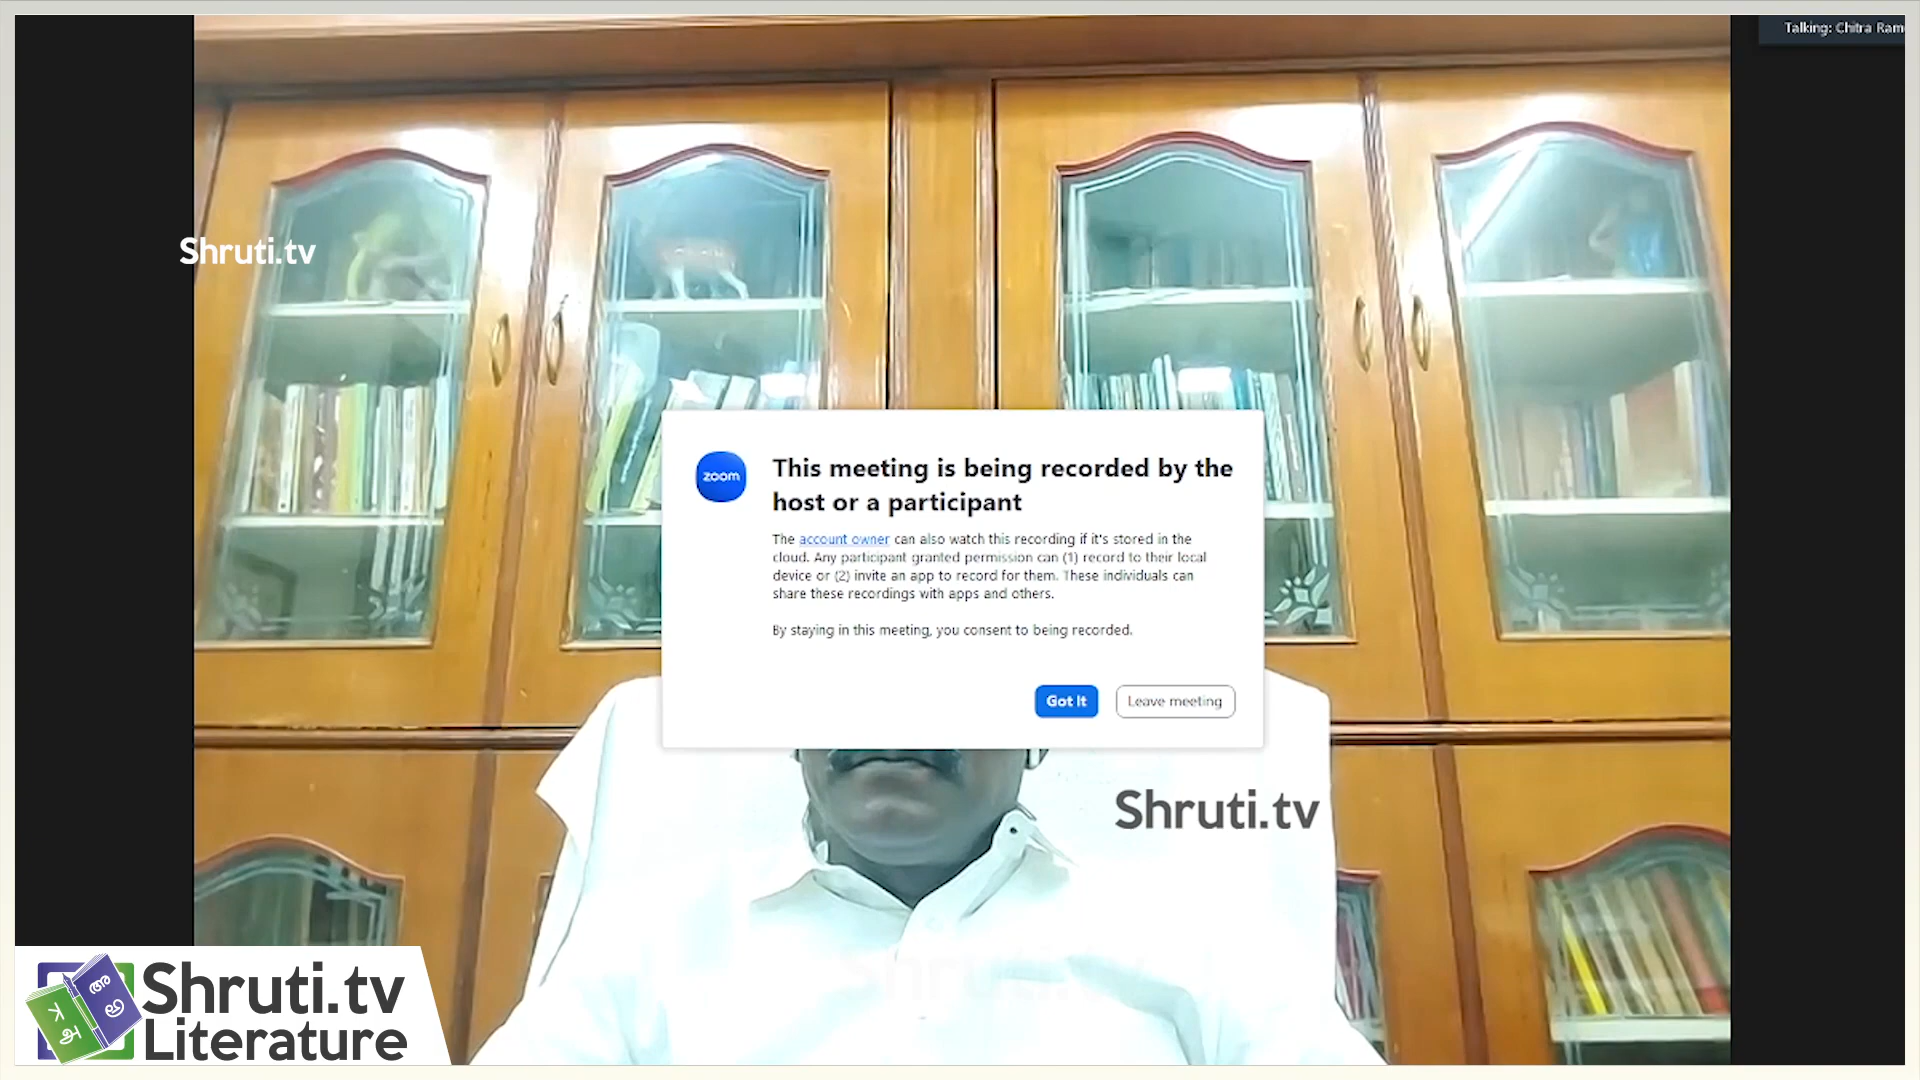 Talking: Chitra Ram
Shruti.tv
zoom
This meeting is being recorded by the
host or a participant
The account owner can also watch this recording if it's stored in the
cloud. Any participant granted permission can (1) record to their local
device or (2) invite an app to record for them. These individuals can
share these recordings with apps and others.
By staying in this meeting, you consent to being recorded.
Got It
Leave meeting
Shruti.tv
Shruti.tv
Literature